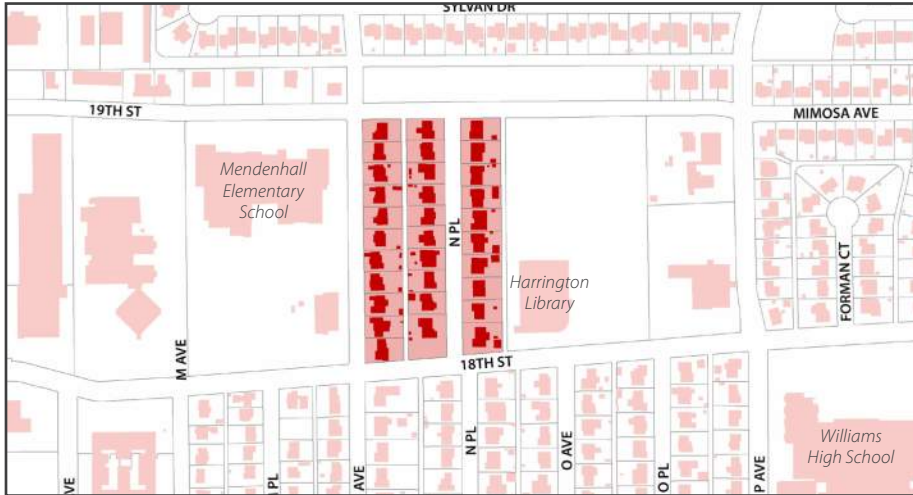 SYLVAN DR
19TH ST
MIMOSA AVE
Mendenhall
Elementary
School
N PL
FORMAN CT
Harrington
Library
M AVE
18TH ST
VE
PL
AVE
N PL
O AVE
O PL
P AVE
Williams
High School